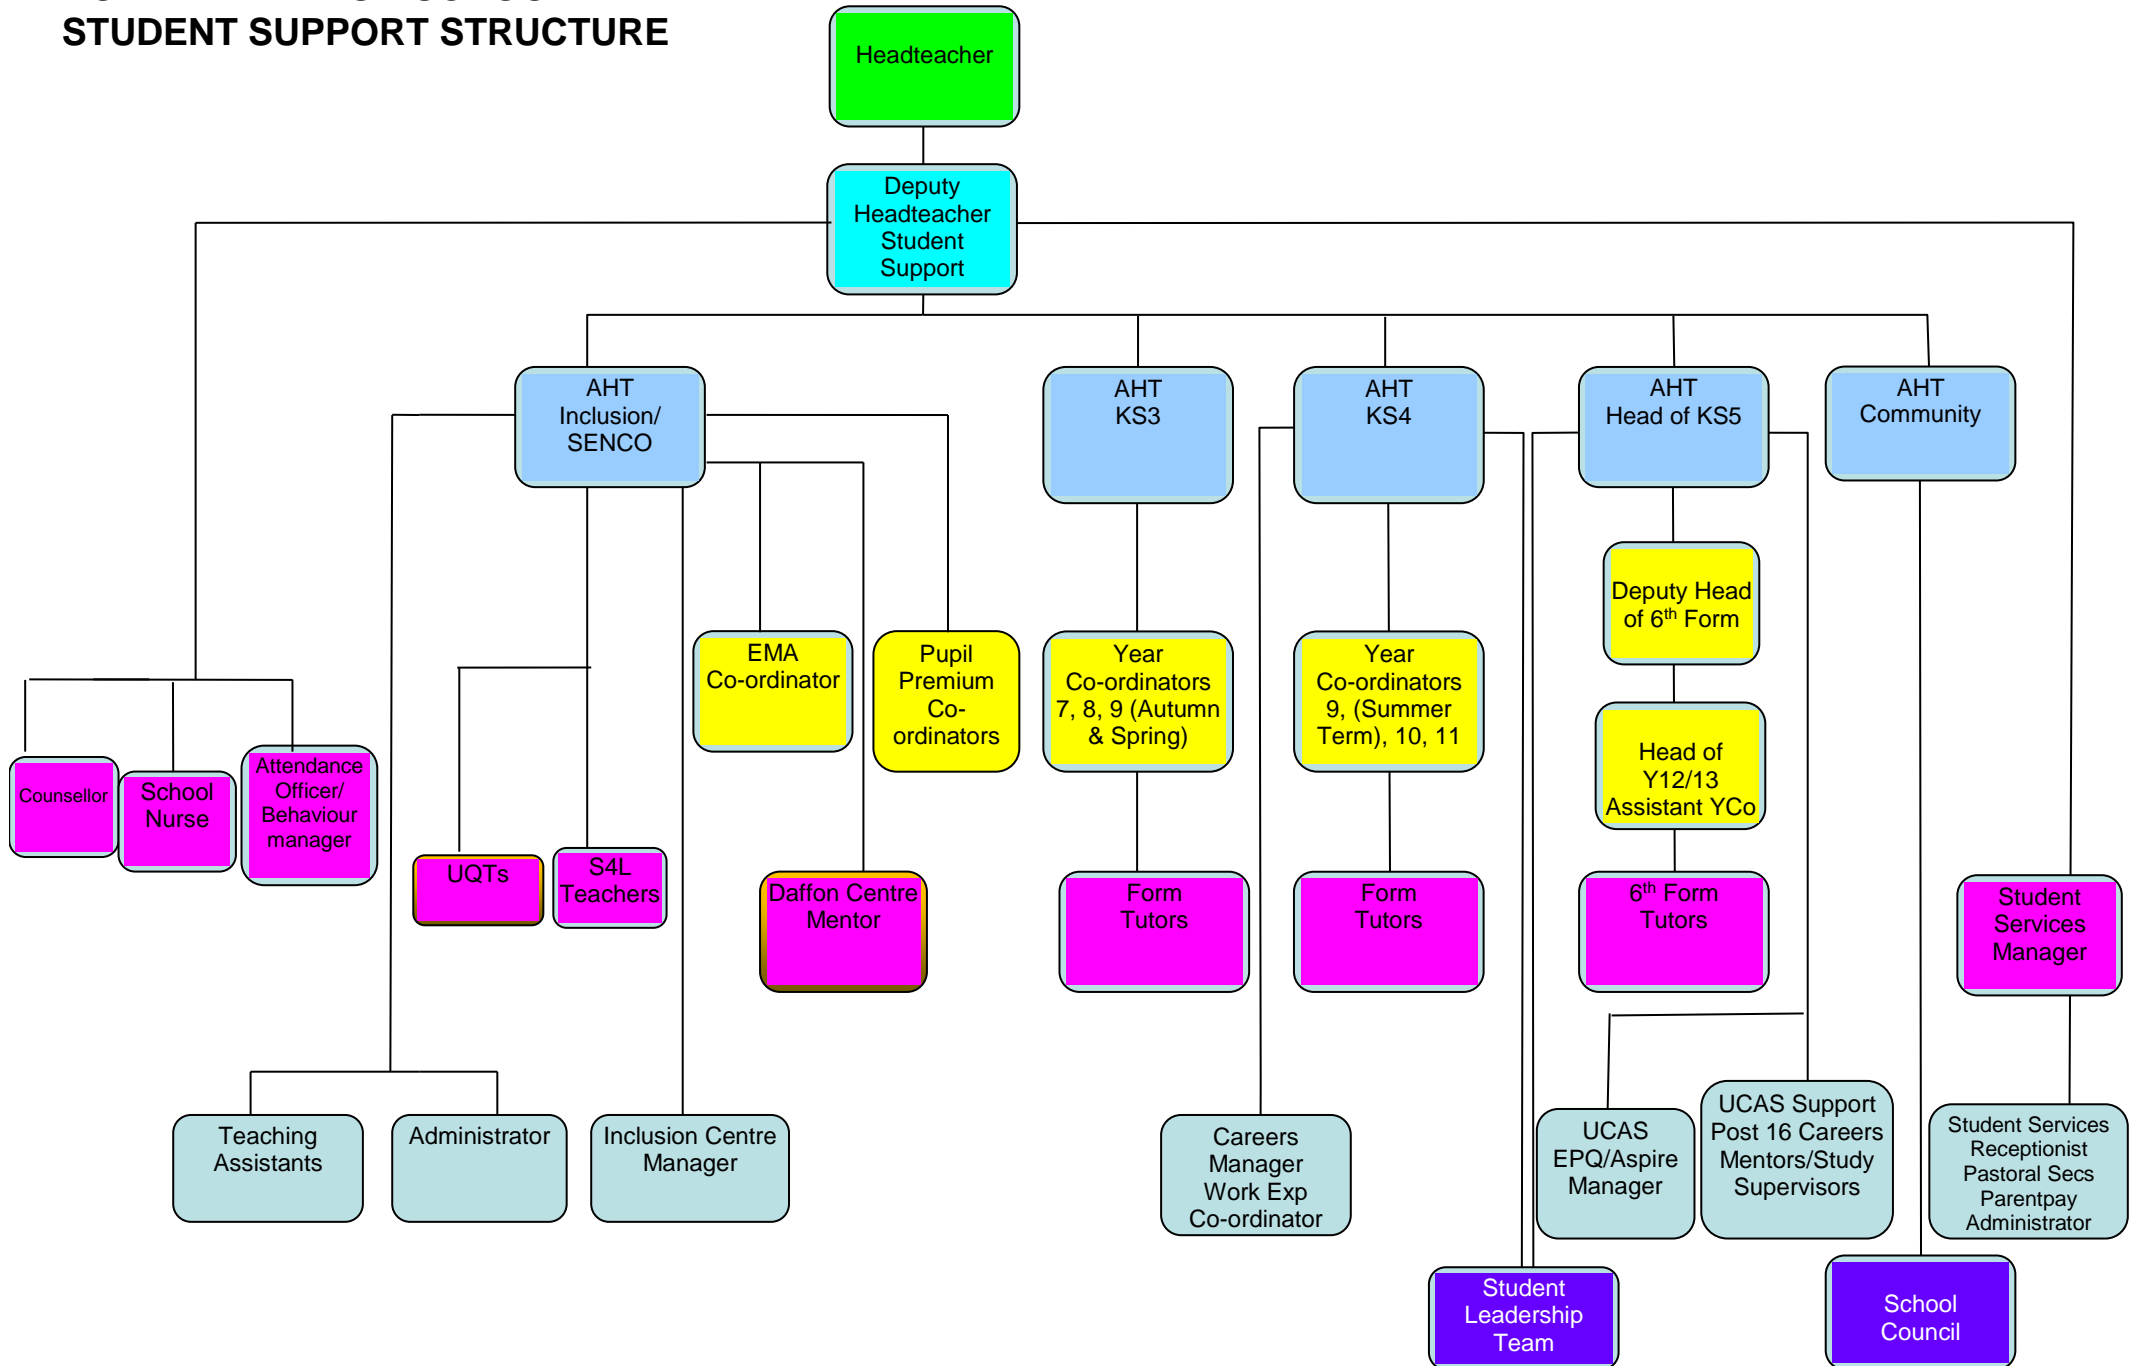 STUDENT SUPPORT STRUCTURE
Headteacher
Deputy
Headteacher
Student
Support
AHT
Inclusion/
SENCO
AHT
KS3
AHT
KS4
AHT
Head of KS5
AHT
Community
Deputy Head
of 6th Form
EMA
Co-ordinator
Pupil
Premium
Co-
ordinators
Year
Co-ordinators
7, 8, 9 (Autumn
& Spring)
Year
Co-ordinators
9, (Summer
Term), 10, 11
Head of
Y12/13
Assistant YCo
Counsellor
School
Nurse
Attendance
Officer/
Behaviour
manager
UQTs
S4L
Teachers
Daffon Centre
Mentor
Form
Tutors
Form
Tutors
6th Form
Tutors
Student
Services
Manager
Teaching
Assistants
Administrator
Inclusion Centre
Manager
Careers
Manager
Work Exp
Co-ordinator
UCAS
EPQ/Aspire
Manager
UCAS Support
Post 16 Careers
Mentors/Study
Supervisors
Student Services
Receptionist
Pastoral Secs
Parentpay
Administrator
Student
Leadership
Team
School
Council